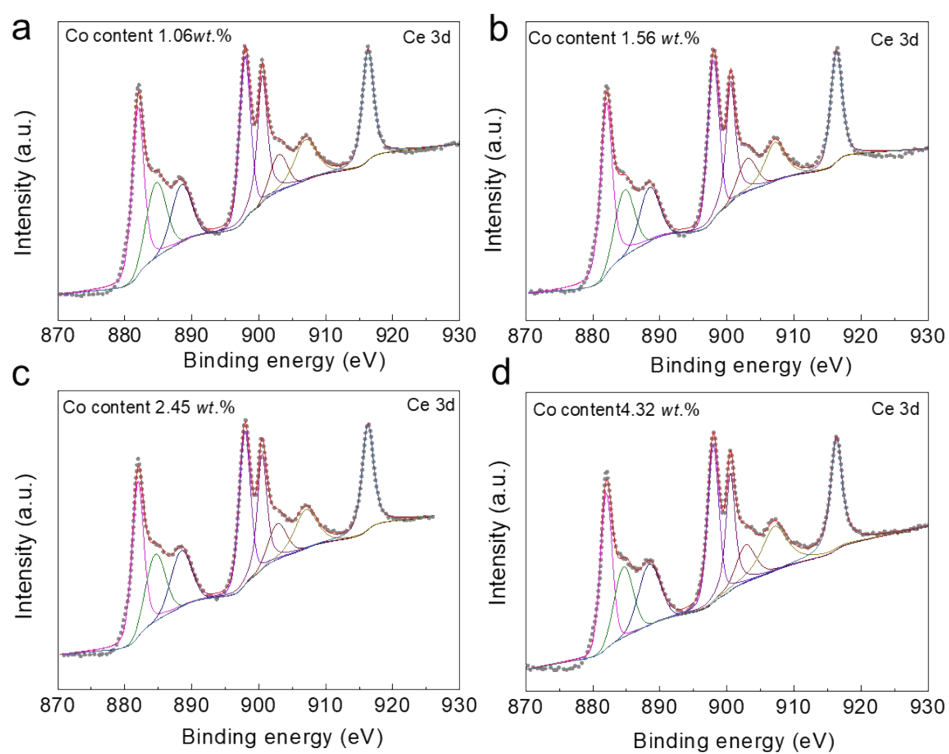 a
Co content 1.06wt.%
Ce 3d
Intensity (a.u.)
870 880 890 900 910 920 930
Binding energy (eV)
b
Co content 1.56 wt.%
Ce 3d
Intensity (a.u.)
870 880 890 900 910 920 930
Binding energy (eV)
c
Co content 2.45 wt.%
Ce 3d
Intensity (a.u.)
870 880 890 900 910 920 930
Binding energy (eV)
d
Co content4.32 wt.%
Ce 3d
Intensity (a.u.)
870 880 890 900 910 920 930
Binding energy (eV)